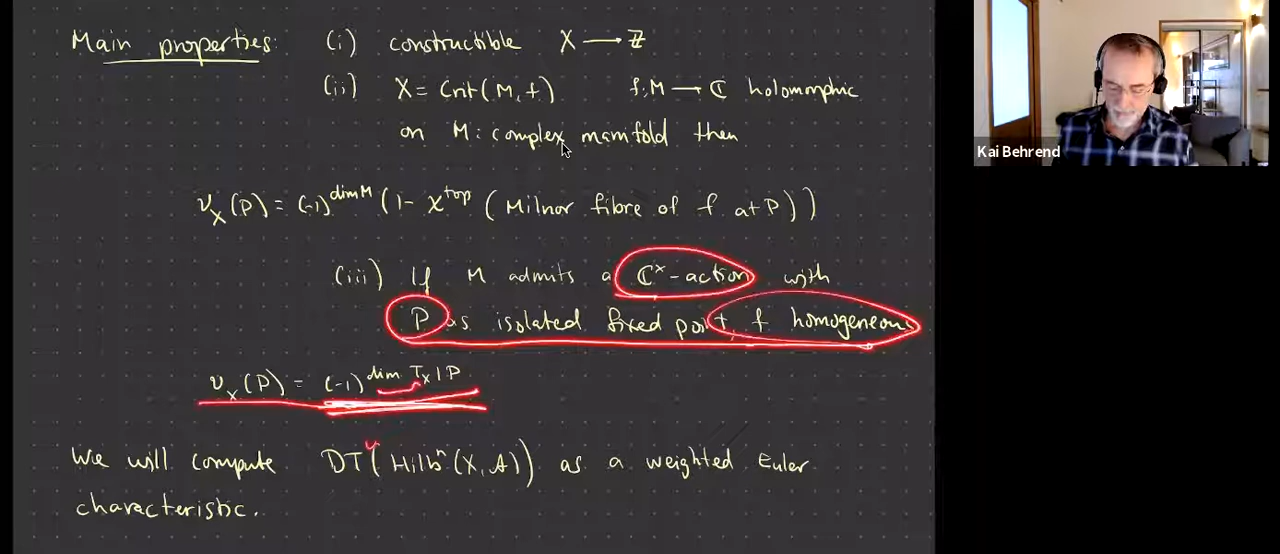 Main properties: (i) constructible X ⟶ ℤ
(ii) X = Crit(M, f) f: M ⟶ ℂ holomorphic
on M: complex manifold then
ν_X(P) = (-1)^{dim M} (1 - χ^{top} (Milnor fibre of f at P))
(iii) If M admits a ℂ^×-action with
P as isolated fixed point, f homogeneous
ν_X(P) = (-1)^{dim T_X|P}
We will compute DT(Hilb^n(X, A)) as a weighted Euler
characteristic.
Kai Behrend